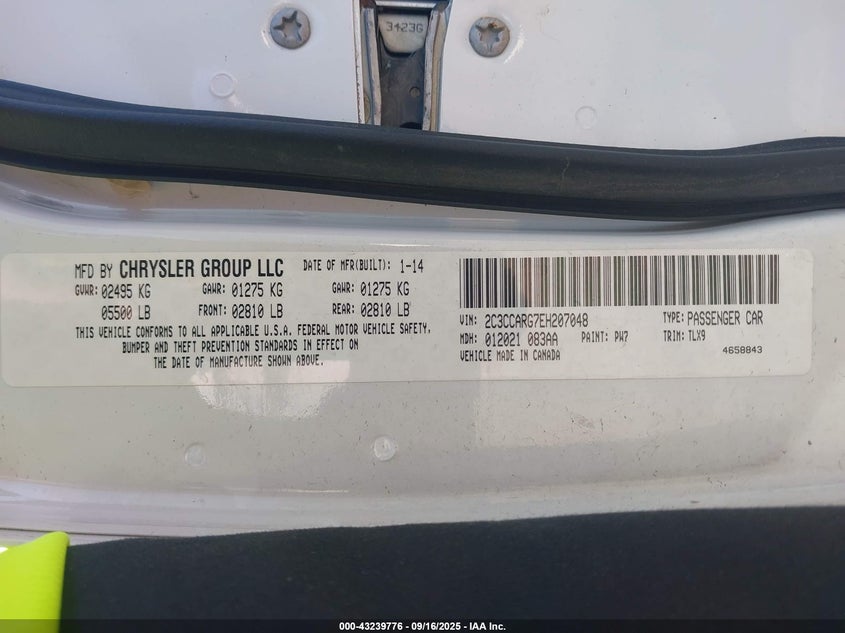 3423G
MFD BY CHRYSLER GROUP LLC DATE OF MFR(BUILT): 1-14
GVWR: 02495 KG GAWR: 01275 KG GAWR: 01275 KG
05500 LB FRONT: 02810 LB REAR: 02810 LB
THIS VEHICLE CONFORMS TO ALL APPLICABLE U.S.A. FEDERAL MOTOR VEHICLE SAFETY,
BUMPER AND THEFT PREVENTION STANDARDS IN EFFECT ON
THE DATE OF MANUFACTURE SHOWN ABOVE.
VIN: 2C3CCARG7EH207048 TYPE: PASSENGER CAR
MDH: 012021 083AA PAINT: PW7 TRIM: TLX9
VEHICLE MADE IN CANADA 4658843
000-43239776 - 09/16/2025 - IAA Inc.